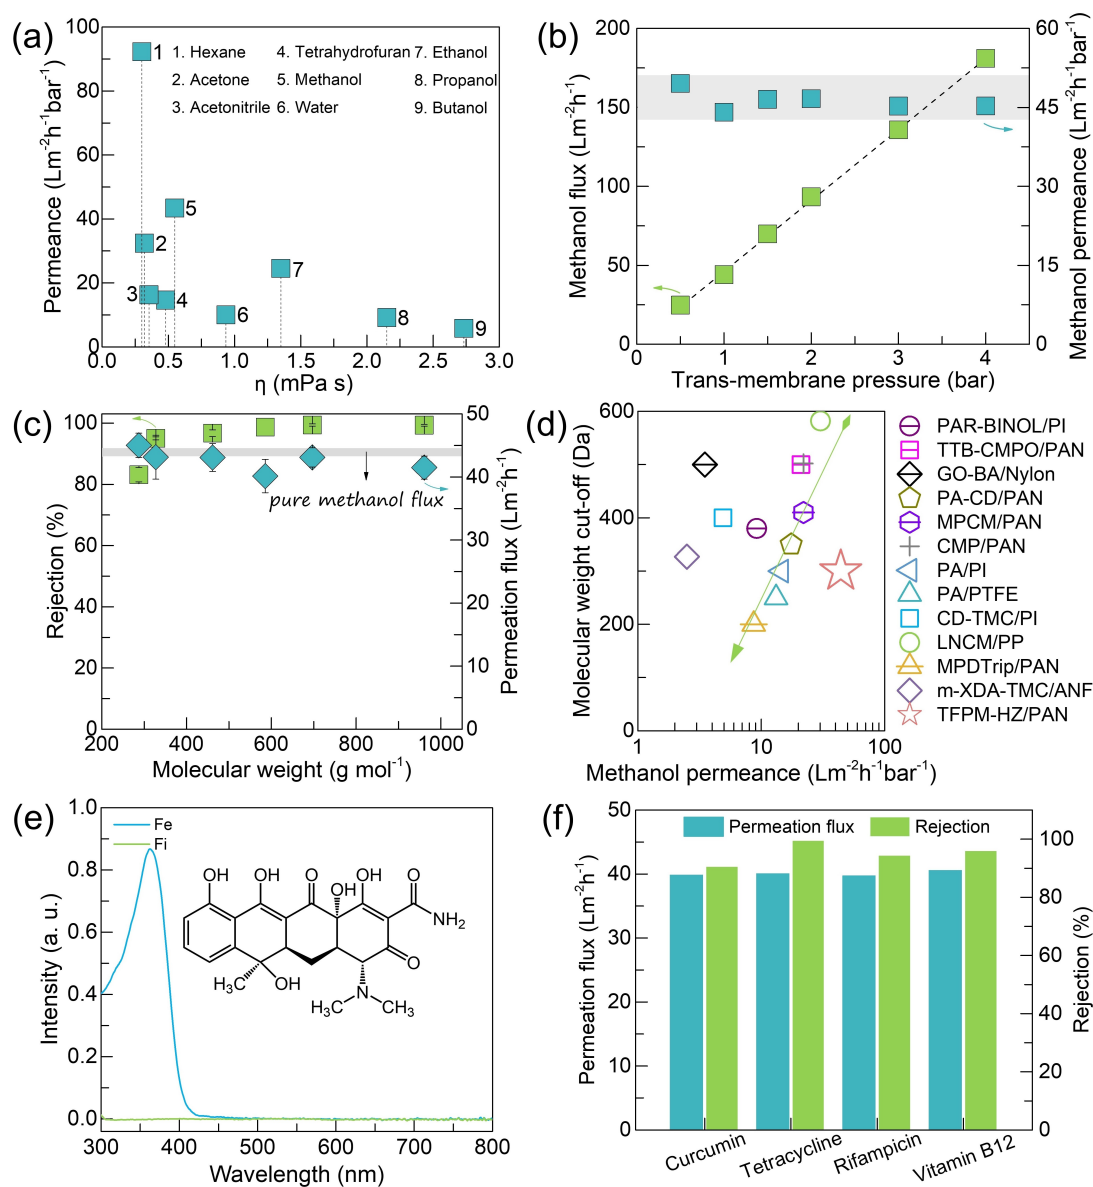 (a)
100
80
60
40
20
0
0.0 0.5 1.0 1.5 2.0 2.5 3.0
Permeance (Lm⁻²h⁻¹bar⁻¹)
η (mPa s)
1. Hexane 4. Tetrahydrofuran 7. Ethanol
2. Acetone 5. Methanol 8. Propanol
3. Acetonitrile 6. Water 9. Butanol
1
2
3
4
5
6
7
8
9
(b)
200
150
100
50
0
0 1 2 3 4
60
45
30
15
0
Methanol flux (Lm⁻²h⁻¹)
Methanol permeance (Lm⁻²h⁻¹bar⁻¹)
Trans-membrane pressure (bar)
(c)
100
80
60
40
20
0
200 400 600 800 1000
50
40
30
20
10
0
Rejection (%)
Permeation flux (Lm⁻²h⁻¹)
pure methanol flux
Molecular weight (g mol⁻¹)
(d)
600
400
200
0
1 10 100
Molecular weight cut-off (Da)
Methanol permeance (Lm⁻²h⁻¹bar⁻¹)
PAR-BINOL/PI
TTB-CMPO/PAN
GO-BA/Nylon
PA-CD/PAN
MPCM/PAN
CMP/PAN
PA/PI
PA/PTFE
CD-TMC/PI
LNCM/PP
MPDTrip/PAN
m-XDA-TMC/ANF
TFPM-HZ/PAN
(e)
1.0
0.8
0.6
0.4
0.2
0.0
300 400 500 600 700 800
Intensity (a. u.)
Wavelength (nm)
Fe
Fi
OH OH O OH O
OH
NH₂
O
H₃C OH
N
H₃C CH₃
(f)
50
40
30
20
10
0
100
80
60
40
20
0
Permeation flux (Lm⁻²h⁻¹)
Rejection (%)
Permeation flux Rejection
Curcumin Tetracycline Rifampicin Vitamin B12